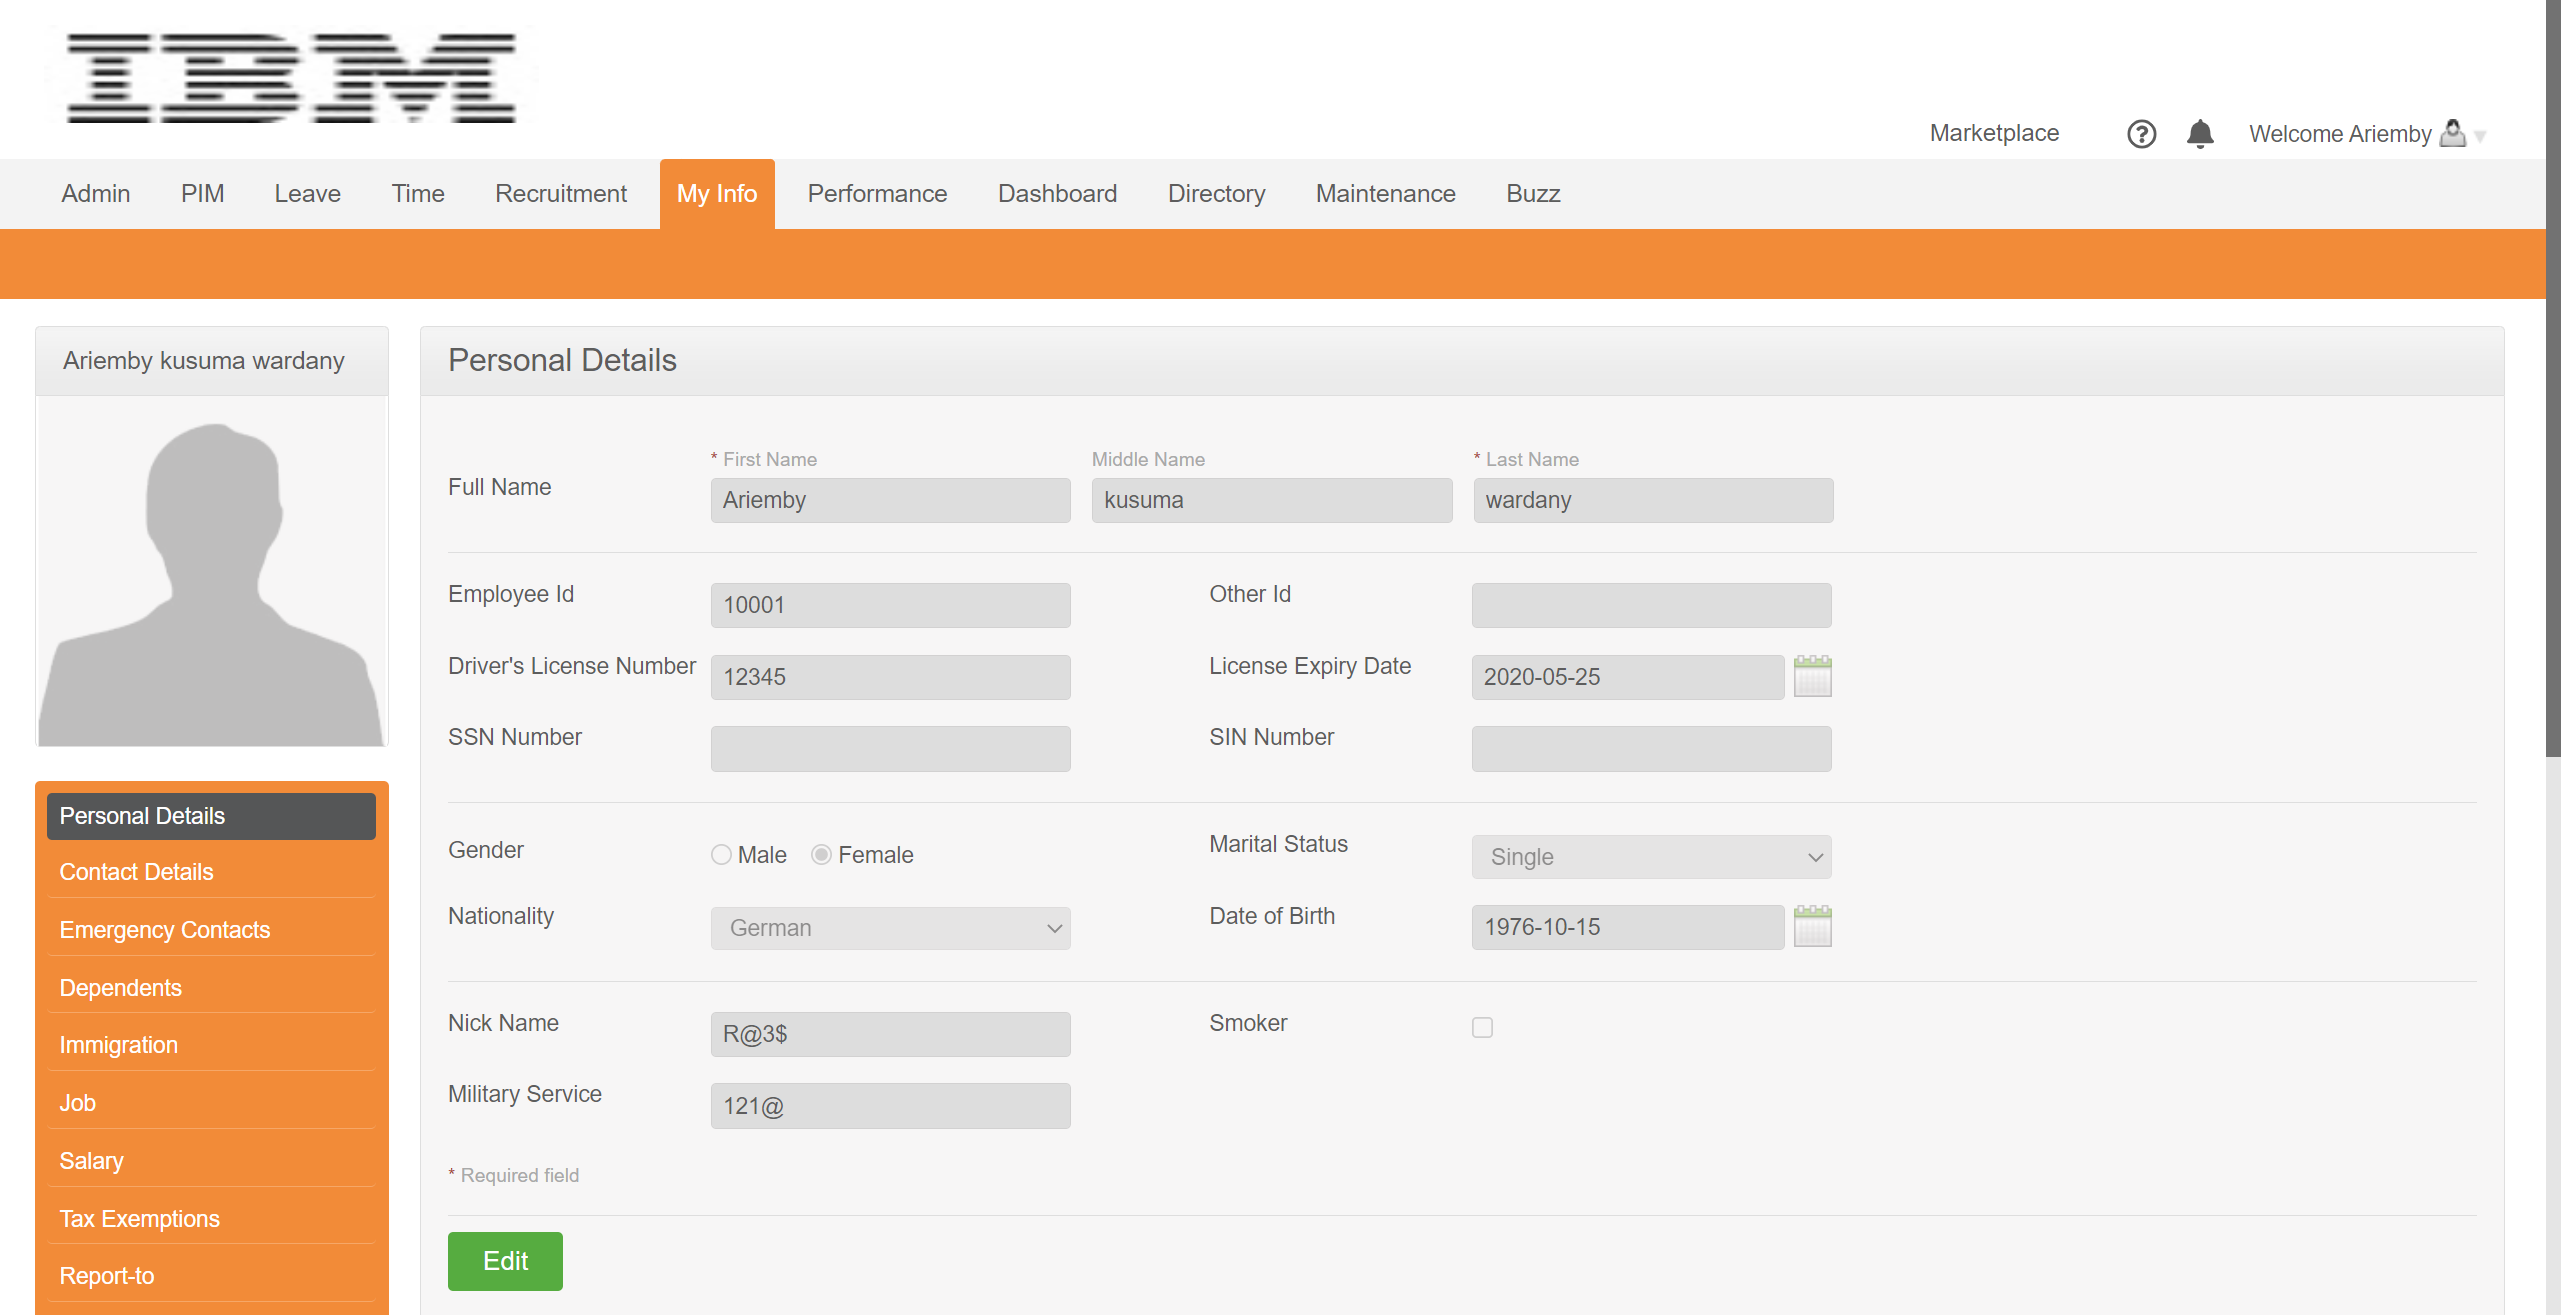 IBM
Marketplace ? Welcome Ariemby
Admin PIM Leave Time Recruitment My Info Performance Dashboard Directory Maintenance Buzz
Ariemby kusuma wardany
Personal Details
Contact Details
Emergency Contacts
Dependents
Immigration
Job
Salary
Tax Exemptions
Report-to
Personal Details
* First Name Middle Name * Last Name
Full Name Ariemby kusuma wardany
Employee Id 10001 Other Id
Driver's License Number 12345 License Expiry Date 2020-05-25
SSN Number SIN Number
Gender Male Female Marital Status Single
Nationality German Date of Birth 1976-10-15
Nick Name R@3$ Smoker
Military Service 121@
* Required field
Edit